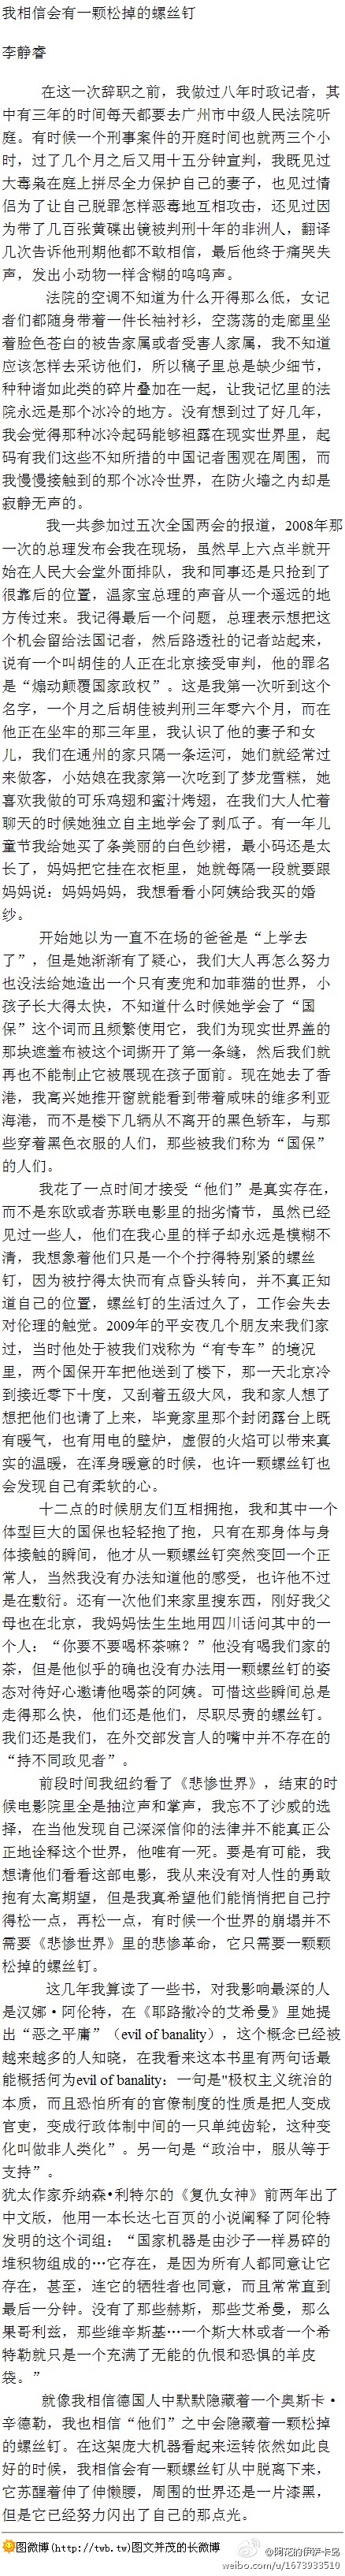 我相信会有一颗松掉的螺丝钉
李静睿
在这一次辞职之前，我做过八年时政记者，其
中有三年的时间每天都要去广州市中级人民法院听
庭。有时候一个刑事案件的开庭时间也就两三个小
时，过了几个月之后又用十五分钟宣判，我既见过
大毒枭在庭上拼尽全力保护自己的妻子，也见过情
侣为了让自己脱罪怎样恶毒地互相攻击，还见过因
为带了几百张黄碟出镜被判刑十年的非洲人，翻译
几次告诉他刑期他都不敢相信，最后他终于痛哭失
声，发出小动物一样含糊的呜呜声。
法院的空调不知道为什么开得那么低，女记
者们都随身带着一件长袖衬衫，空荡荡的走廊里坐
着脸色苍白的被告家属或者受害人家属，我不知道
应该怎样去采访他们，所以稿子里总是缺少细节，
种种诸如此类的碎片叠加在一起，让我记忆里的法
院永远是那个冰冷的地方。没有想到过了好几年，
我会觉得那种冰冷起码能够袒露在现实世界里，起
码有我们这些不知所措的中国记者围观在周围，而
我慢慢接触到的那个冰冷世界，在防火墙之内却是
寂静无声的。
我一共参加过五次全国两会的报道，2008年那
一次的总理发布会我在现场，虽然早上六点半就开
始在人民大会堂外面排队，我和同事还是只抢到了
很靠后的位置，温家宝总理的声音从一个遥远的地
方传过来。我记得最后一个问题，总理表示想把这
个机会留给法国记者，然后路透社的记者站起来，
说有一个叫胡佳的人正在北京接受审判，他的罪名
是“煽动颠覆国家政权”。这是我第一次听到这个
名字，一个月之后胡佳被判刑三年零六个月，而在
他正在坐牢的那三年里，我认识了他的妻子和女
儿，我们在通州的家只隔一条运河，她们就经常过
来做客，小姑娘在我家第一次吃到了梦龙雪糕，她
喜欢我做的可乐鸡翅和蜜汁烤翅，在我们大人忙着
聊天的时候她独立自主地学会了剥瓜子。有一年儿
童节我给她买了条美丽的白色纱裙，最小码还是太
长了，妈妈把它挂在衣柜里，她就每隔一段就要跟
妈妈说：妈妈妈妈，我想看看小阿姨给我买的婚
纱。
开始她以为一直不在场的爸爸是“上学去
了”，但是她渐渐有了疑心，我们大人再怎么努力
也没法给她造出一个只有麦兜和加菲猫的世界，小
孩子长大得太快，不知道什么时候她学会了“国
保”这个词而且频繁使用它，我们为现实世界盖的
那块遮羞布被这个词撕开了第一条缝，然后我们就
再也不能制止它被展现在孩子面前。现在她去了香
港，我高兴她推开窗就能看到带着咸味的维多利亚
海港，而不是楼下几辆从不离开的黑色轿车，与那
些穿着黑色衣服的人们，那些被我们称为“国保”
的人们。
我花了一点时间才接受“他们”是真实存在，
而不是东欧或者苏联电影里的拙劣情节，虽然已经
见过一些人，他们在我心里的样子却永远是模糊不
清，我想象着他们只是一个个拧得特别紧的螺丝
钉，因为被拧得太快而有点昏头转向，并不真正知
道自己的位置，螺丝钉的生活过久了，工作会失去
对伦理的触觉。2009年的平安夜几个朋友来我们家
过，当时他处于被我们戏称为“有专车”的境况
里，两个国保开车把他送到了楼下，那一天北京冷
到接近零下十度，又刮着五级大风，我和家人想了
想把他们也请了上来，毕竟家里那个封闭露台上既
有暖气，也有用电的壁炉，虚假的火焰可以带来真
实的温暖，在浑身暖意的时候，也许一颗螺丝钉也
会发现自己有柔软的心。
十二点的时候朋友们互相拥抱，我和其中一个
体型巨大的国保也轻轻抱了抱，只有在那身体与身
体接触的瞬间，他才从一颗螺丝钉突然变回一个正
常人，当然我没有办法知道他的感受，也许他不过
是在敷衍。还有一次他们来家里搜东西，刚好我父
母也在北京，我妈妈怯生生地用四川话问其中的一
个人：“你要不要喝杯茶嘛？”他没有喝我们家的
茶，但是他似乎的确也没有办法用一颗螺丝钉的姿
态对待好心邀请他喝茶的阿姨。可惜这些瞬间总是
走得那么快，他们还是他们，尽职尽责的螺丝钉。
我们还是我们，在外交部发言人的嘴中并不存在的
“持不同政见者”。
前段时间我纽约看了《悲惨世界》，结束的时
候电影院里全是抽泣声和掌声，我忘不了沙威的选
择，在当他发现自己深深信仰的法律并不能真正公
正地诠释这个世界，他唯有一死。要是有可能，我
想请他们看看这部电影，我从来没有对人性的勇敢
抱有太高期望，但是我真希望他们能悄悄把自己拧
得松一点，再松一点，有时候一个世界的崩塌并不
需要《悲惨世界》里的悲惨革命，它只需要一颗颗
松掉的螺丝钉。
这几年我算读了一些书，对我影响最深的人
是汉娜·阿伦特，在《耶路撒冷的艾希曼》里她提
出“恶之平庸”（evil of banality），这个概念已经被
越来越多的人知晓，在我看来这本书里有两句话最
能概括何为evil of banality：一句是"极权主义统治的
本质，而且恐怕所有的官僚制度的性质是把人变成
官吏，变成行政体制中间的一只单纯齿轮，这种变
化叫做非人类化”。另一句是“政治中，服从等于
支持”。
犹太作家乔纳森•利特尔的《复仇女神》前两年出了
中文版，他用一本长达七百页的小说阐释了阿伦特
发明的这个词组：“国家机器是由沙子一样易碎的
堆积物组成的…它存在，是因为所有人都同意让它
存在，甚至，连它的牺牲者也同意，而且常常直到
最后一分钟。没有了那些赫斯，那些艾希曼，那么
果哥利兹，那些维辛斯基…一个斯大林或者一个希
特勒就只是一个充满了无能的仇恨和恐惧的羊皮
袋。”
就像我相信德国人中默默隐藏着一个奥斯卡·
辛德勒，我也相信“他们”之中会隐藏着一颗松掉
的螺丝钉。在这架庞大机器看起来运转依然如此良
好的时候，我相信会有一颗螺丝钉从中脱离下来，
它苏醒着伸了伸懒腰，周围的世界还是一片漆黑，
但是它已经努力闪出了自己的那点光。
图微博(http://twb.tw)图文并茂的长微博
@阿花的伊萨卡岛
weibo.com/u/1673933510